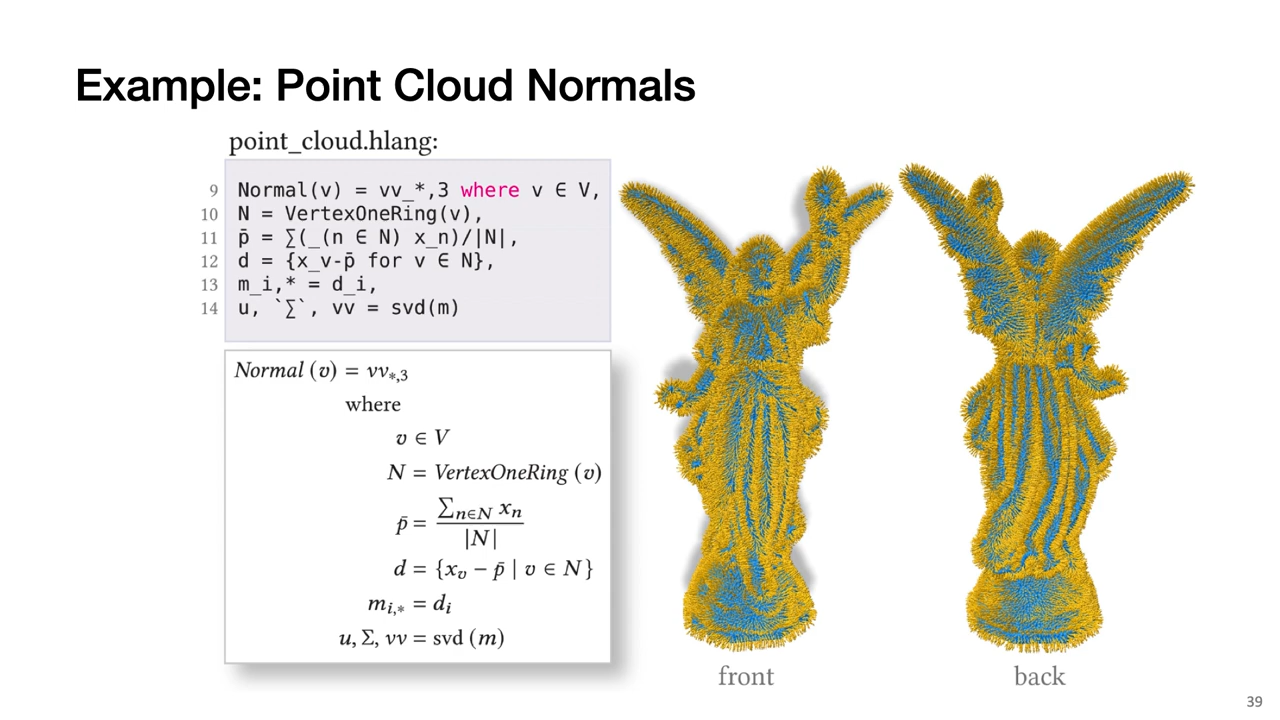 Example: Point Cloud Normals
point_cloud.hlang:
9 Normal(v) = vv_*,3 where v ∈ V,
10 N = VertexOneRing(v),
11 p̄ = ∑(_(n ∈ N) x_n)/|N|,
12 d = {x_v-p̄ for v ∈ N},
13 m_i,* = d_i,
14 u, `∑`, vv = svd(m)
Normal (v) = vv∗,3
where
v ∈ V
N = VertexOneRing (v)
p̄ = ∑n∈N xn / |N|
d = {xv − p̄ | v ∈ N}
mi,∗ = di
u, Σ, vv = svd (m)
front
back
39